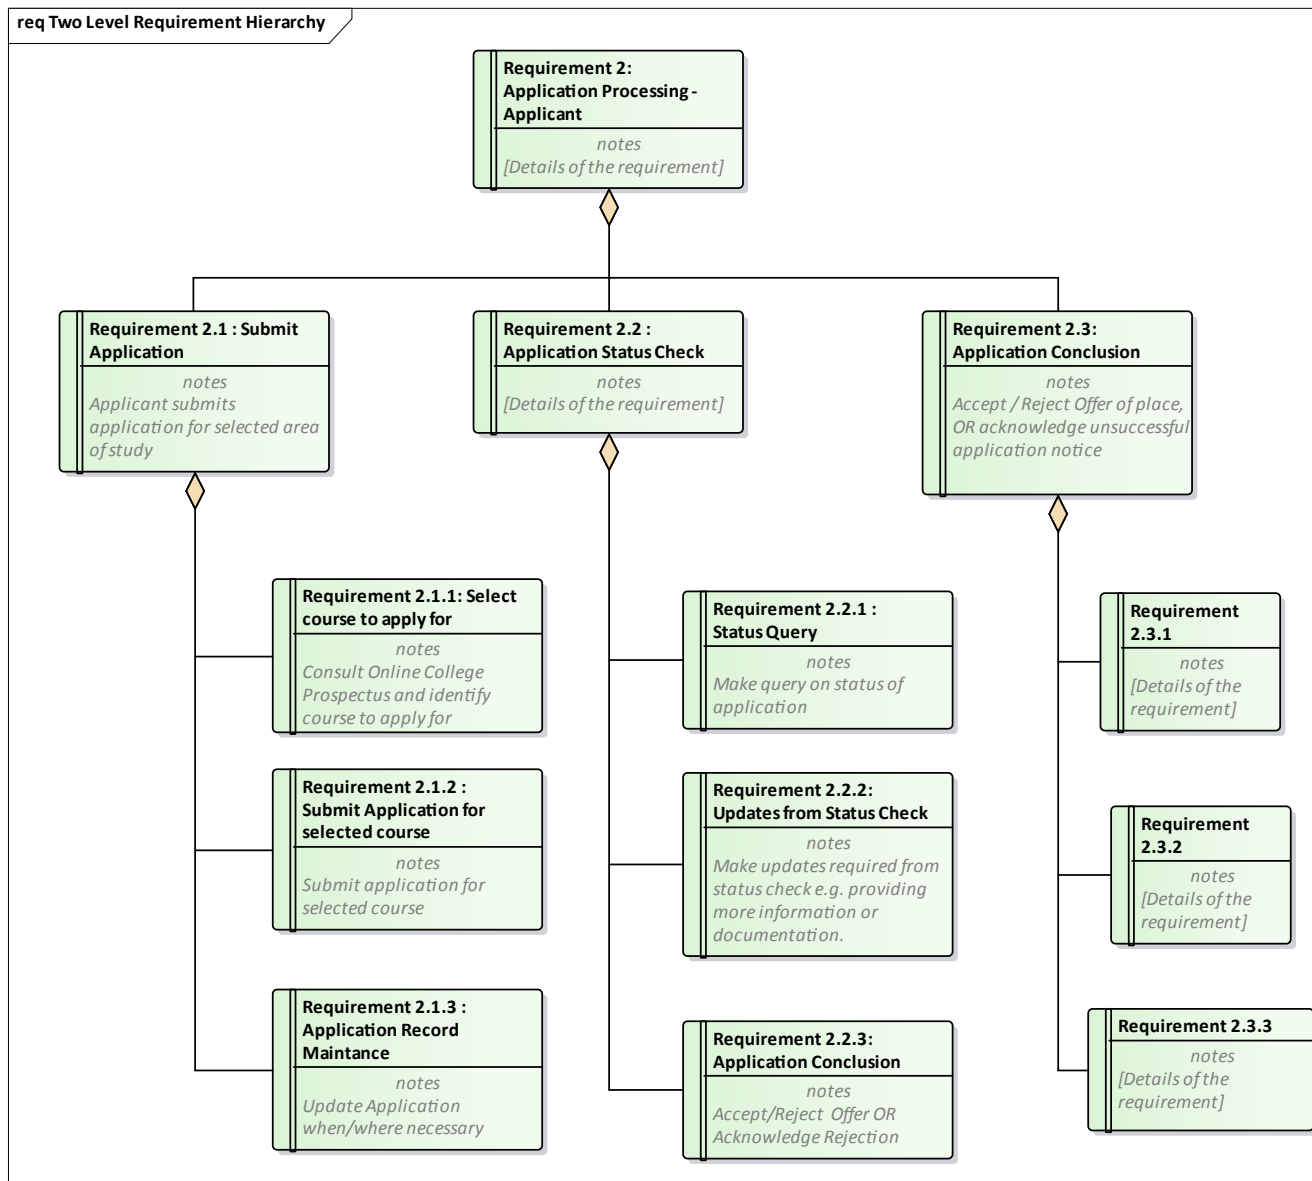 req Two Level Requirement Hierarchy
Requirement 2:
Application Processing -
Applicant
notes
[Details of the requirement]
Requirement 2.1 : Submit
Application
notes
Applicant submits
application for selected area
of study
Requirement 2.2 :
Application Status Check
notes
[Details of the requirement]
Requirement 2.3:
Application Conclusion
notes
Accept / Reject Offer of place,
OR acknowledge unsuccessful
application notice
Requirement 2.1.1: Select
course to apply for
notes
Consult Online College
Prospectus and identify
course to apply for
Requirement 2.1.2 :
Submit Application for
selected course
notes
Submit application for
selected course
Requirement 2.1.3 :
Application Record
Maintance
notes
Update Application
when/where necessary
Requirement 2.2.1 :
Status Query
notes
Make query on status of
application
Requirement 2.2.2:
Updates from Status Check
notes
Make updates required from
status check e.g. providing
more information or
documentation.
Requirement 2.2.3:
Application Conclusion
notes
Accept/Reject Offer OR
Acknowledge Rejection
Requirement
2.3.1
notes
[Details of the
requirement]
Requirement
2.3.2
notes
[Details of the
requirement]
Requirement 2.3.3
notes
[Details of the
requirement]